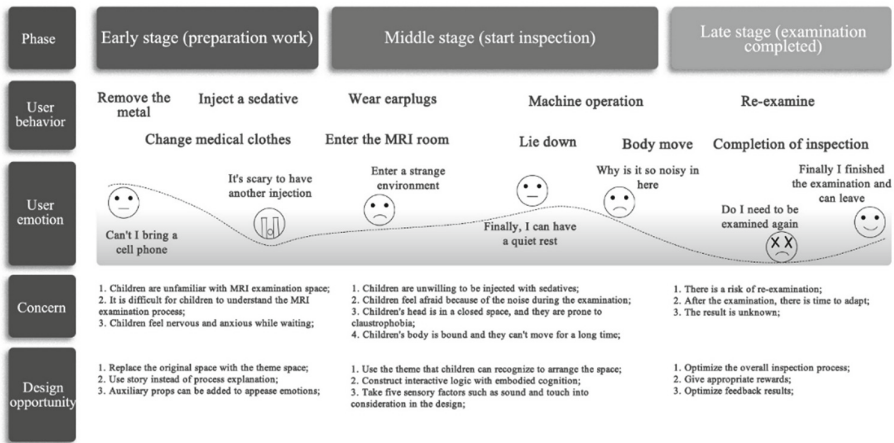 Phase
Early stage (preparation work)
Middle stage (start inspection)
Late stage (examination
completed)
User
behavior
Remove the
metal
Inject a sedative
Change medical clothes
Wear earplugs
Enter the MRI room
Machine operation
Lie down
Body move
Re-examine
Completion of inspection
User
emotion
Can't I bring a
cell phone
It's scary to have
another injection
Enter a strange
environment
Finally, I can have
a quiet rest
Why is it so noisy in
here
Do I need to be
examined again
Finally I finished
the examination and
can leave
Concern
1. Children are unfamiliar with MRI examination space;
2. It is difficult for children to understand the MRI
examination process;
3. Children feel nervous and anxious while waiting;
1. Children are unwilling to be injected with sedatives;
2. Children feel afraid because of the noise during the examination;
3. Children's head is in a closed space, and they are prone to
claustrophobia;
4. Children's body is bound and they can't move for a long time;
1. There is a risk of re-examination;
2. After the examination, there is time to adapt;
3. The result is unknown;
Design
opportunity
1. Replace the original space with the theme space;
2. Use story instead of process explanation;
3. Auxiliary props can be added to appease emotions;
1. Use the theme that children can recognize to arrange the space;
2. Construct interactive logic with embodied cognition;
3. Take five sensory factors such as sound and touch into
consideration in the design;
1. Optimize the overall inspection process;
2. Give appropriate rewards;
3. Optimize feedback results;